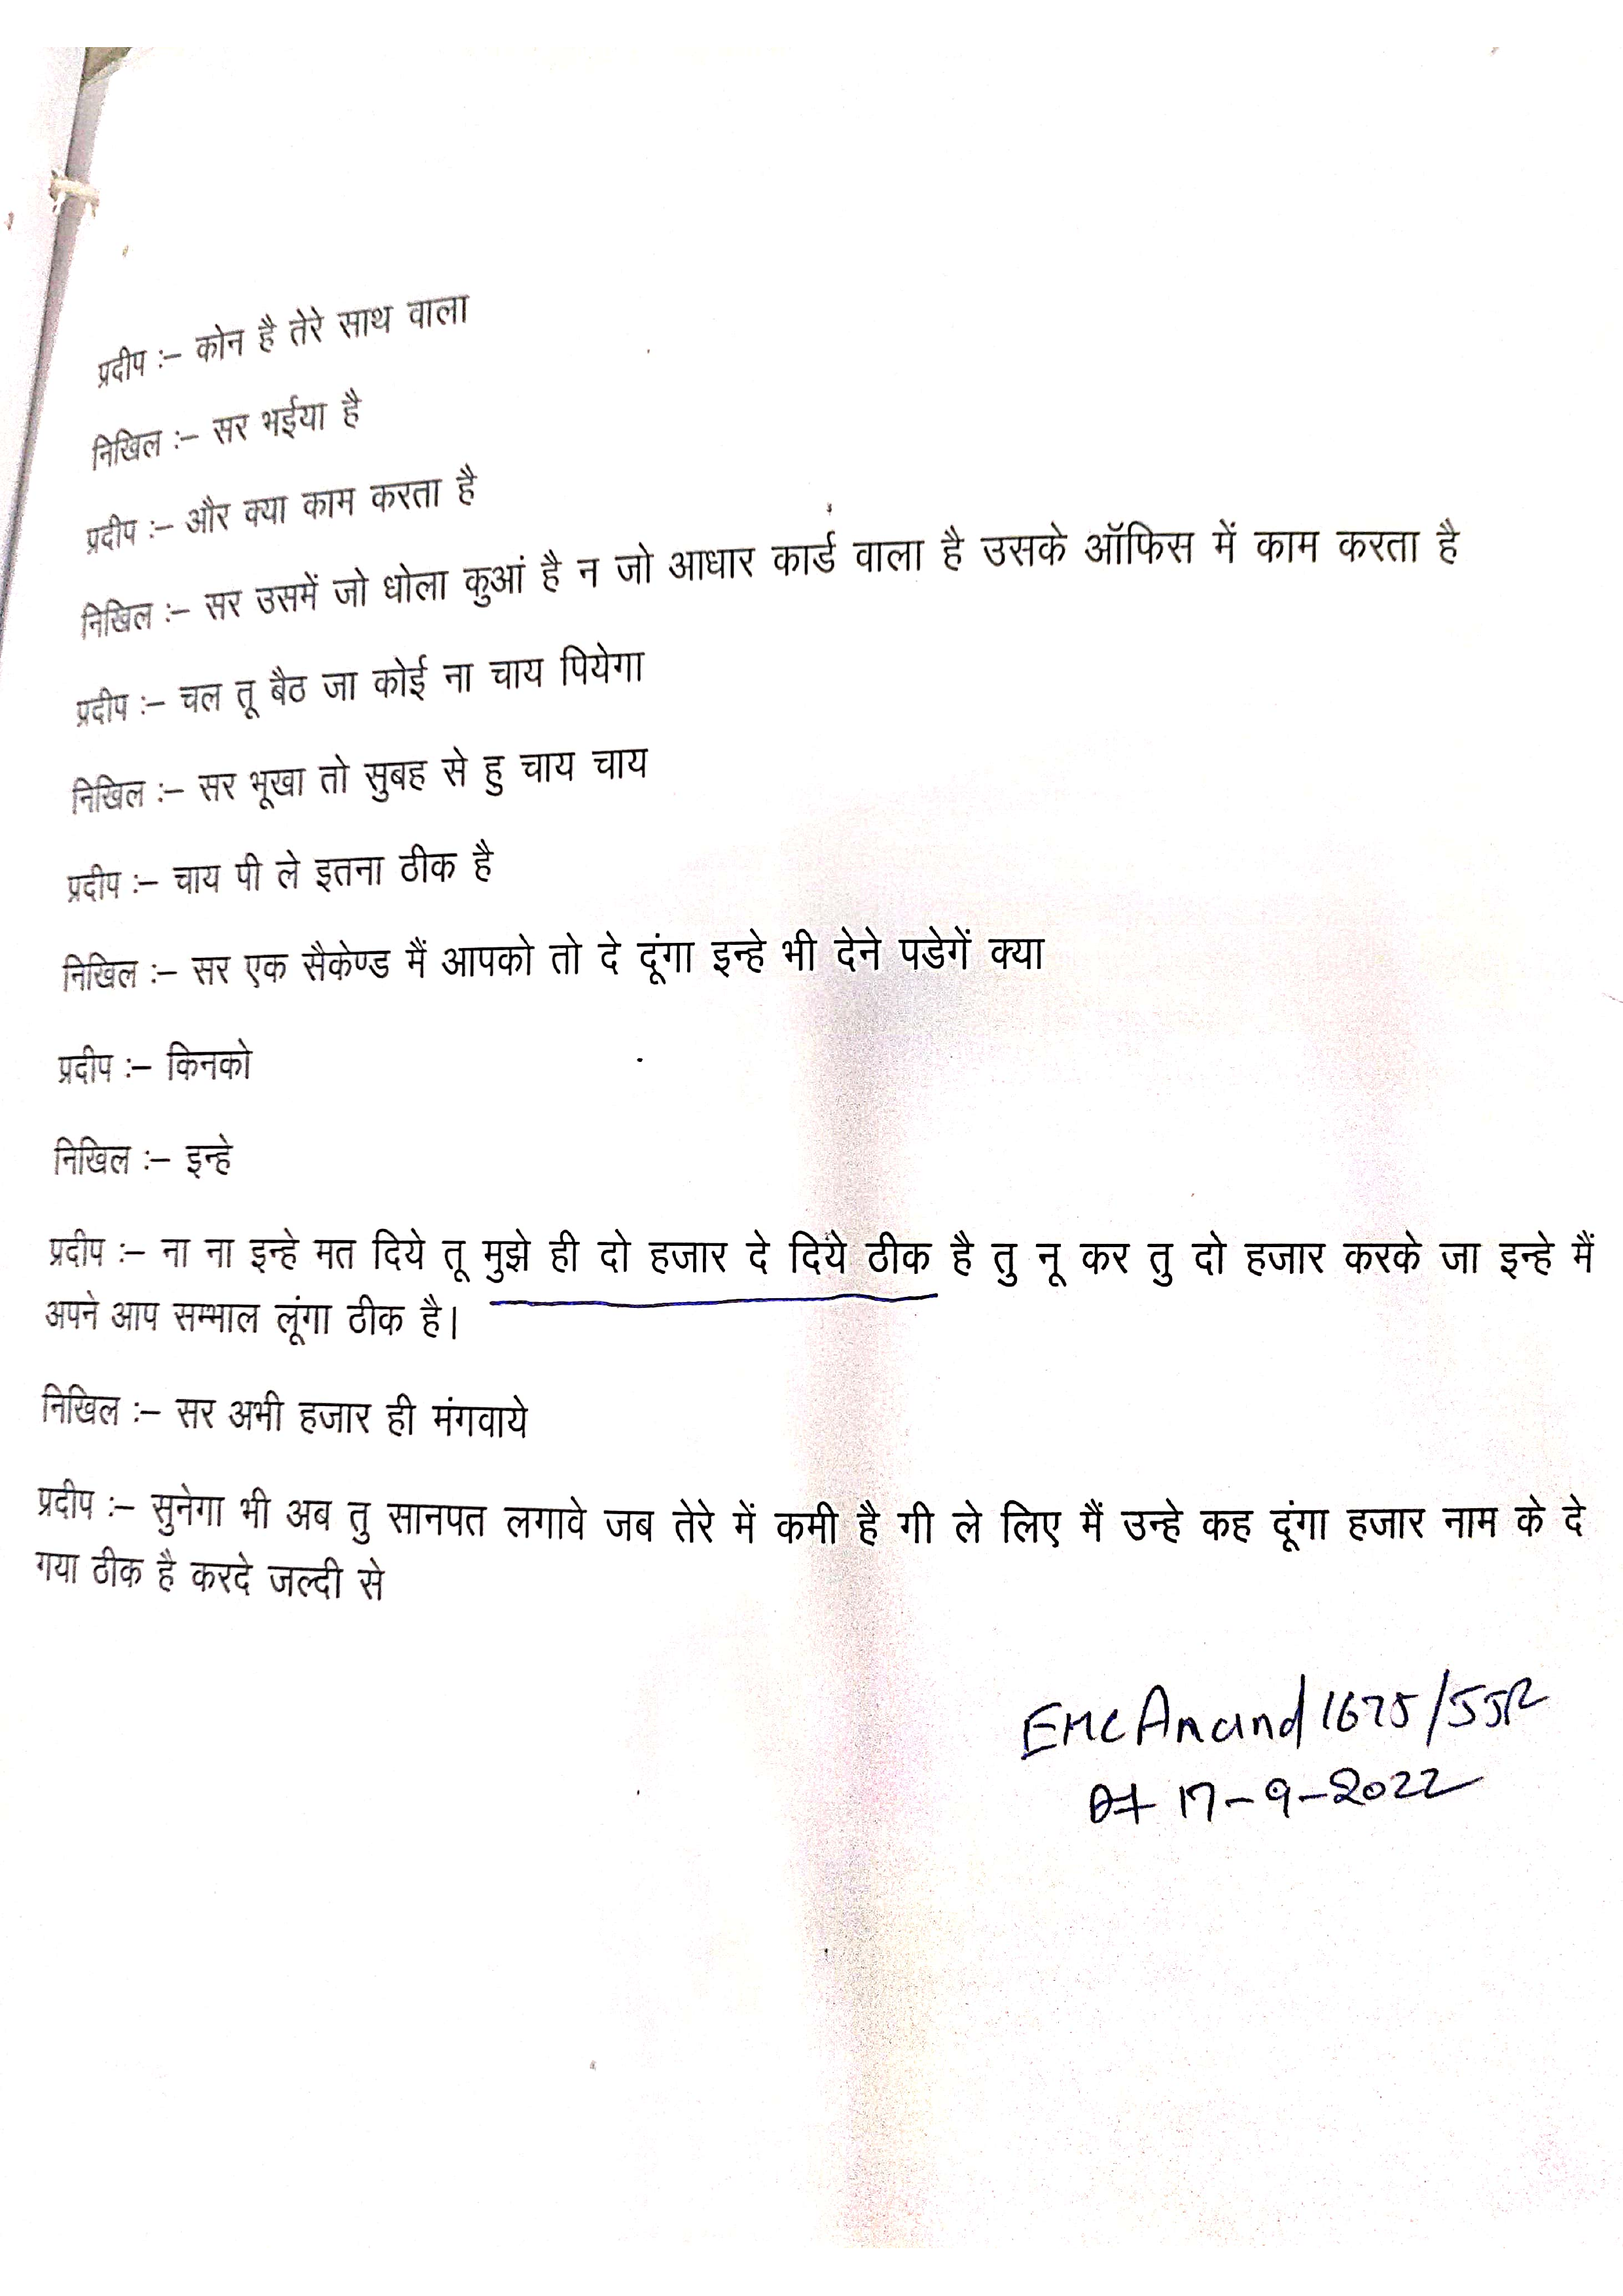 प्रदीप :– कोन है तेरे साथ वाला
निखिल :– सर भईया है
प्रदीप :– और क्या काम करता है
निखिल :– सर उसमें जो धोला कुआं है न जो आधार कार्ड वाला है उसके ऑफिस में काम करता है
प्रदीप :– चल तू बैठ जा कोई ना चाय पियेगा
निखिल :– सर भूखा तो सुबह से हु चाय चाय
प्रदीप :– चाय पी ले इतना ठीक है
निखिल :– सर एक सैकेण्ड मैं आपको तो दे दूंगा इन्हे भी देने पडेगें क्या
प्रदीप :– किनको
निखिल :– इन्हे
प्रदीप :– ना ना इन्हे मत दिये तू मुझे ही दो हजार दे दिये ठीक है तु नू कर तु दो हजार करके जा इन्हे मैं
अपने आप सम्भाल लूंगा ठीक है।
निखिल :– सर अभी हजार ही मंगवाये
प्रदीप :– सुनेगा भी अब तु सानपत लगावे जब तेरे में कमी है गी ले लिए मैं उन्हे कह दूंगा हजार नाम के दे
गया ठीक है करदे जल्दी से
Anand 1675/JJR
Dt 17-9-2022